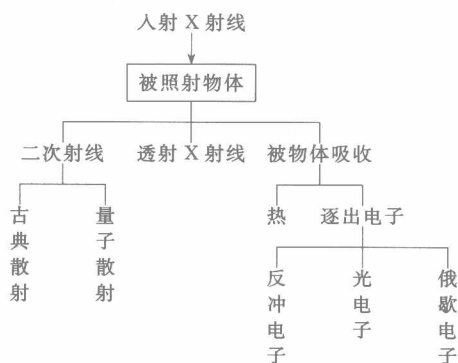 入射 X 射线
被照射物体
二次射线 透射 X 射线 被物体吸收
古典散射
量子散射
热 逐出电子
反冲电子
光电子
俄歇电子